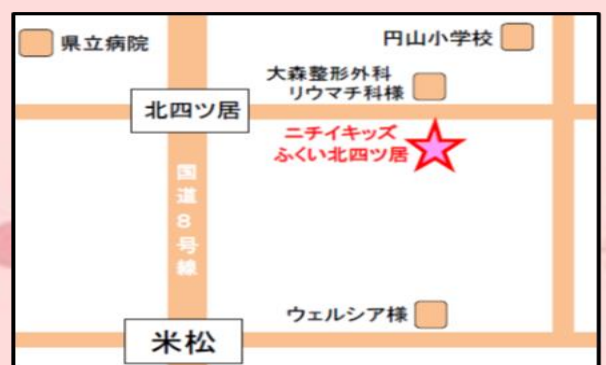 県立病院
円山小学校
大森整形外科
リウマチ科様
北四ツ居
ニチイキッズ
ふくい北四ツ居
国道8号線
ウェルシア様
米松